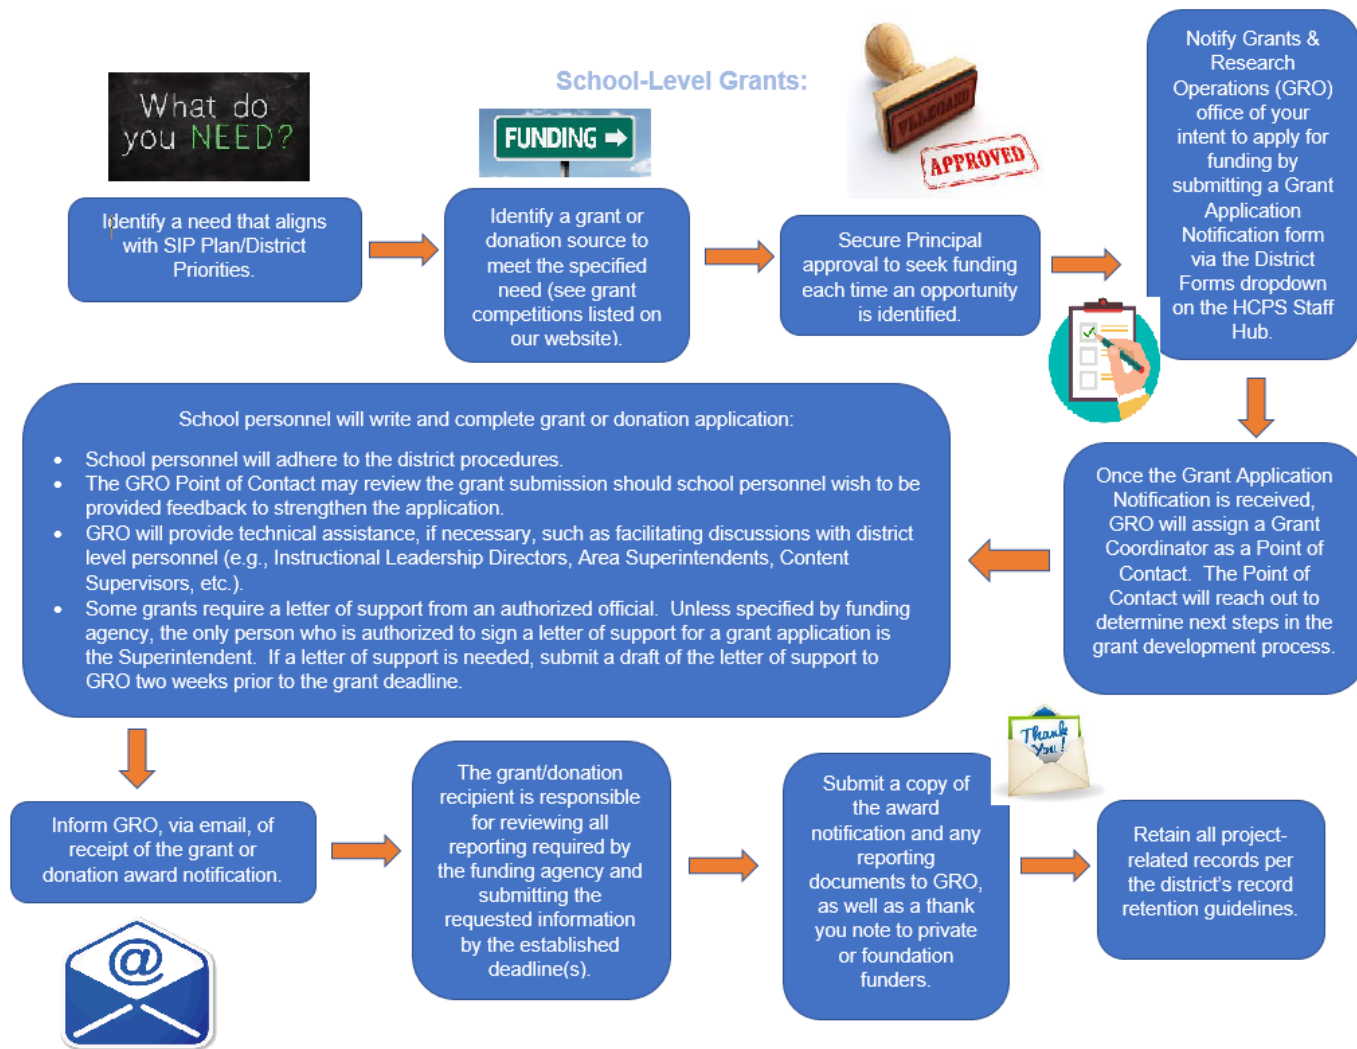 School-Level Grants:
What do
you NEED?
FUNDING
APPROVED
Identify a need that aligns
with SIP Plan/District
Priorities.
Identify a grant or
donation source to
meet the specified
need (see grant
competitions listed on
our website).
Secure Principal
approval to seek funding
each time an opportunity
is identified.
Notify Grants &
Research
Operations (GRO)
office of your
intent to apply for
funding by
submitting a Grant
Application
Notification form
via the District
Forms dropdown
on the HCPS Staff
Hub.
Once the Grant Application
Notification is received,
GRO will assign a Grant
Coordinator as a Point of
Contact.  The Point of
Contact will reach out to
determine next steps in the
grant development process.
School personnel will write and complete grant or donation application:
• School personnel will adhere to the district procedures.
• The GRO Point of Contact may review the grant submission should school personnel wish to be
provided feedback to strengthen the application.
• GRO will provide technical assistance, if necessary, such as facilitating discussions with district
level personnel (e.g., Instructional Leadership Directors, Area Superintendents, Content
Supervisors, etc.).
• Some grants require a letter of support from an authorized official.  Unless specified by funding
agency, the only person who is authorized to sign a letter of support for a grant application is
the Superintendent.  If a letter of support is needed, submit a draft of the letter of support to
GRO two weeks prior to the grant deadline.
Inform GRO, via email, of
receipt of the grant or
donation award notification.
@
The grant/donation
recipient is responsible
for reviewing all
reporting required by
the funding agency and
submitting the
requested information
by the established
deadline(s).
Submit a copy of
the award
notification and any
reporting
documents to GRO,
as well as a thank
you note to private
or foundation
funders.
Thank
You!
Retain all project-
related records per
the district's record
retention guidelines.